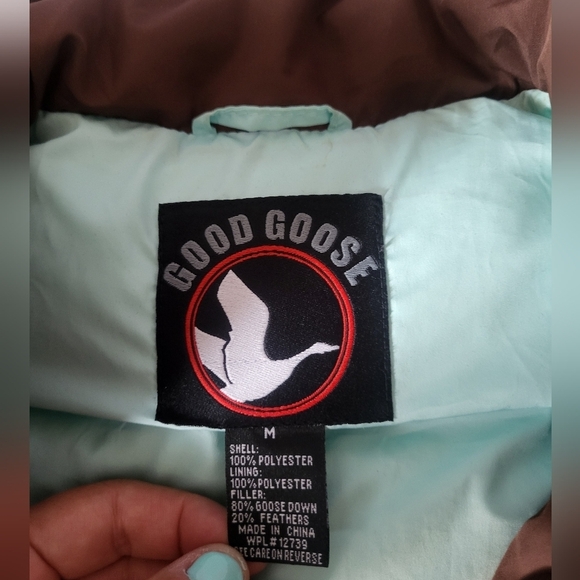 GOOD GOOSE
M
SHELL:
100% POLYESTER
LINING:
100% POLYESTER
FILLER:
80% GOOSE DOWN
20% FEATHERS
MADE IN CHINA
WPL#12739
CARE ON REVERSE